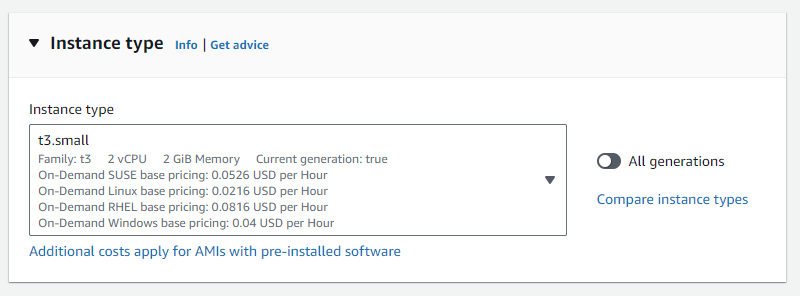 Instance type Info | Get advice
Instance type
t3.small
Family: t3 2 vCPU 2 GiB Memory Current generation: true
On-Demand SUSE base pricing: 0.0526 USD per Hour
On-Demand Linux base pricing: 0.0216 USD per Hour
On-Demand RHEL base pricing: 0.0816 USD per Hour
On-Demand Windows base pricing: 0.04 USD per Hour
All generations
Compare instance types
Additional costs apply for AMIs with pre-installed software